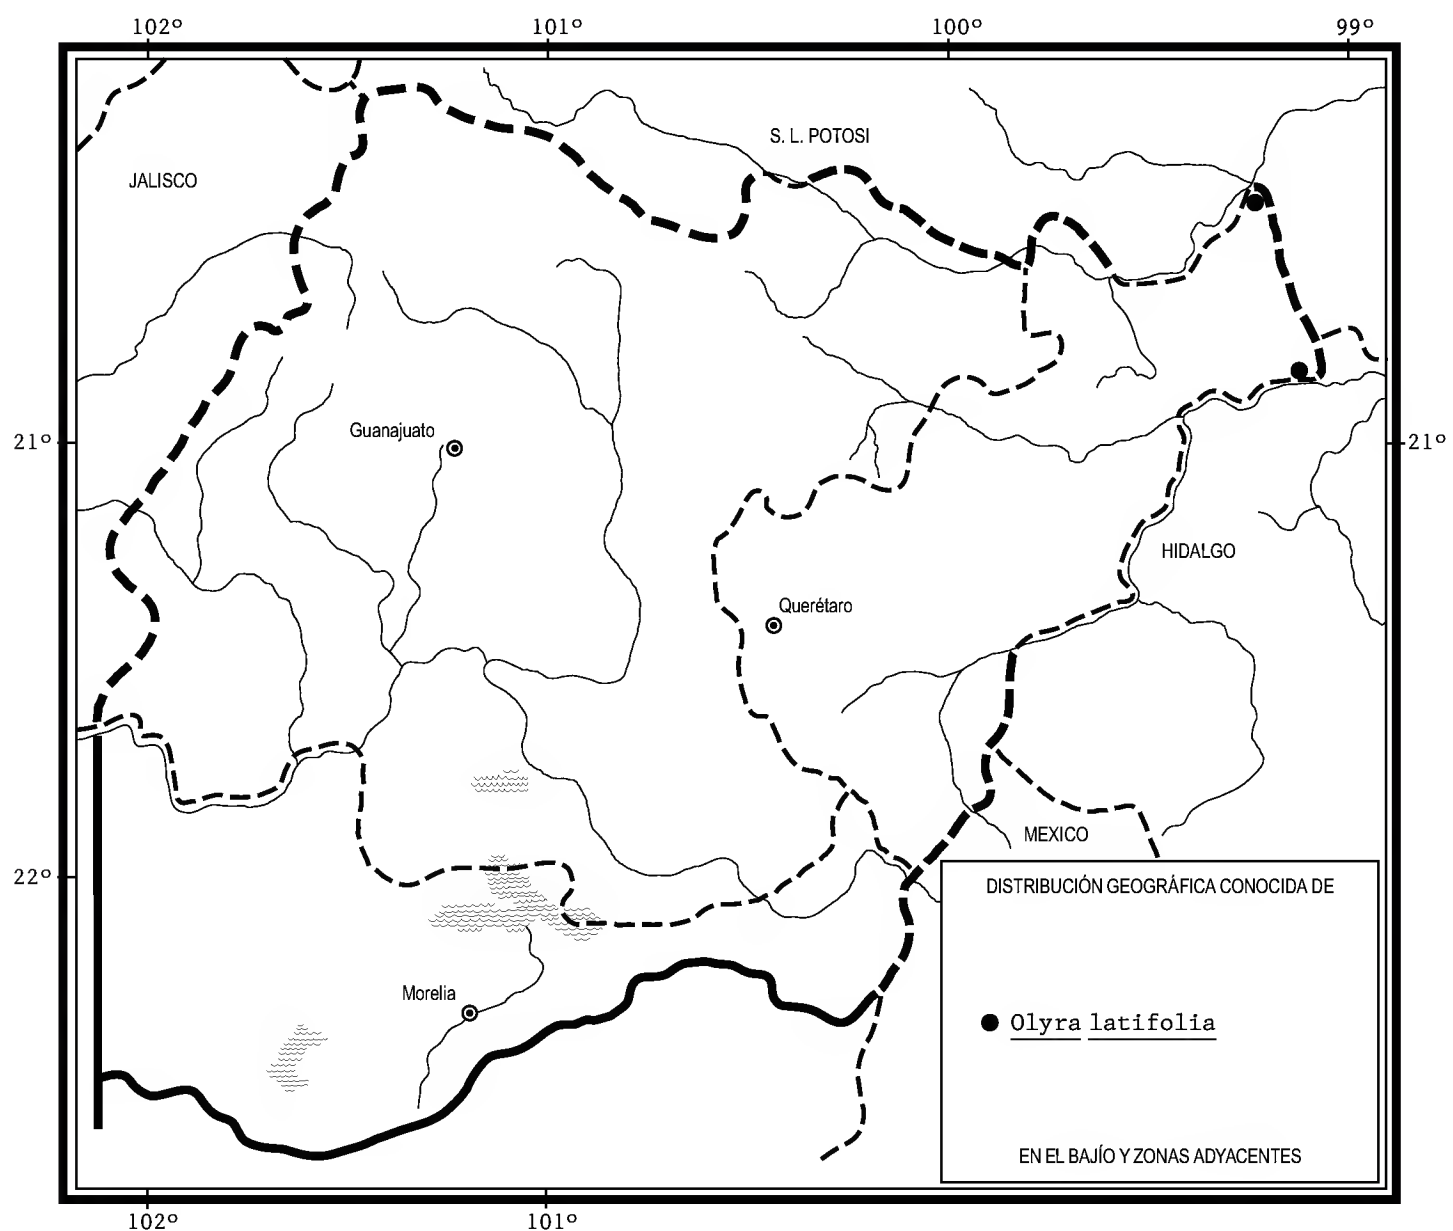 102º 101º 100º 99º
S. L. POTOSI
JALISCO
Guanajuato
21º 21º
HIDALGO
Querétaro
MEXICO
22º
DISTRIBUCIÓN GEOGRÁFICA CONOCIDA DE
Morelia
Olyra latifolia
EN EL BAJÍO Y ZONAS ADYACENTES
102º 101º